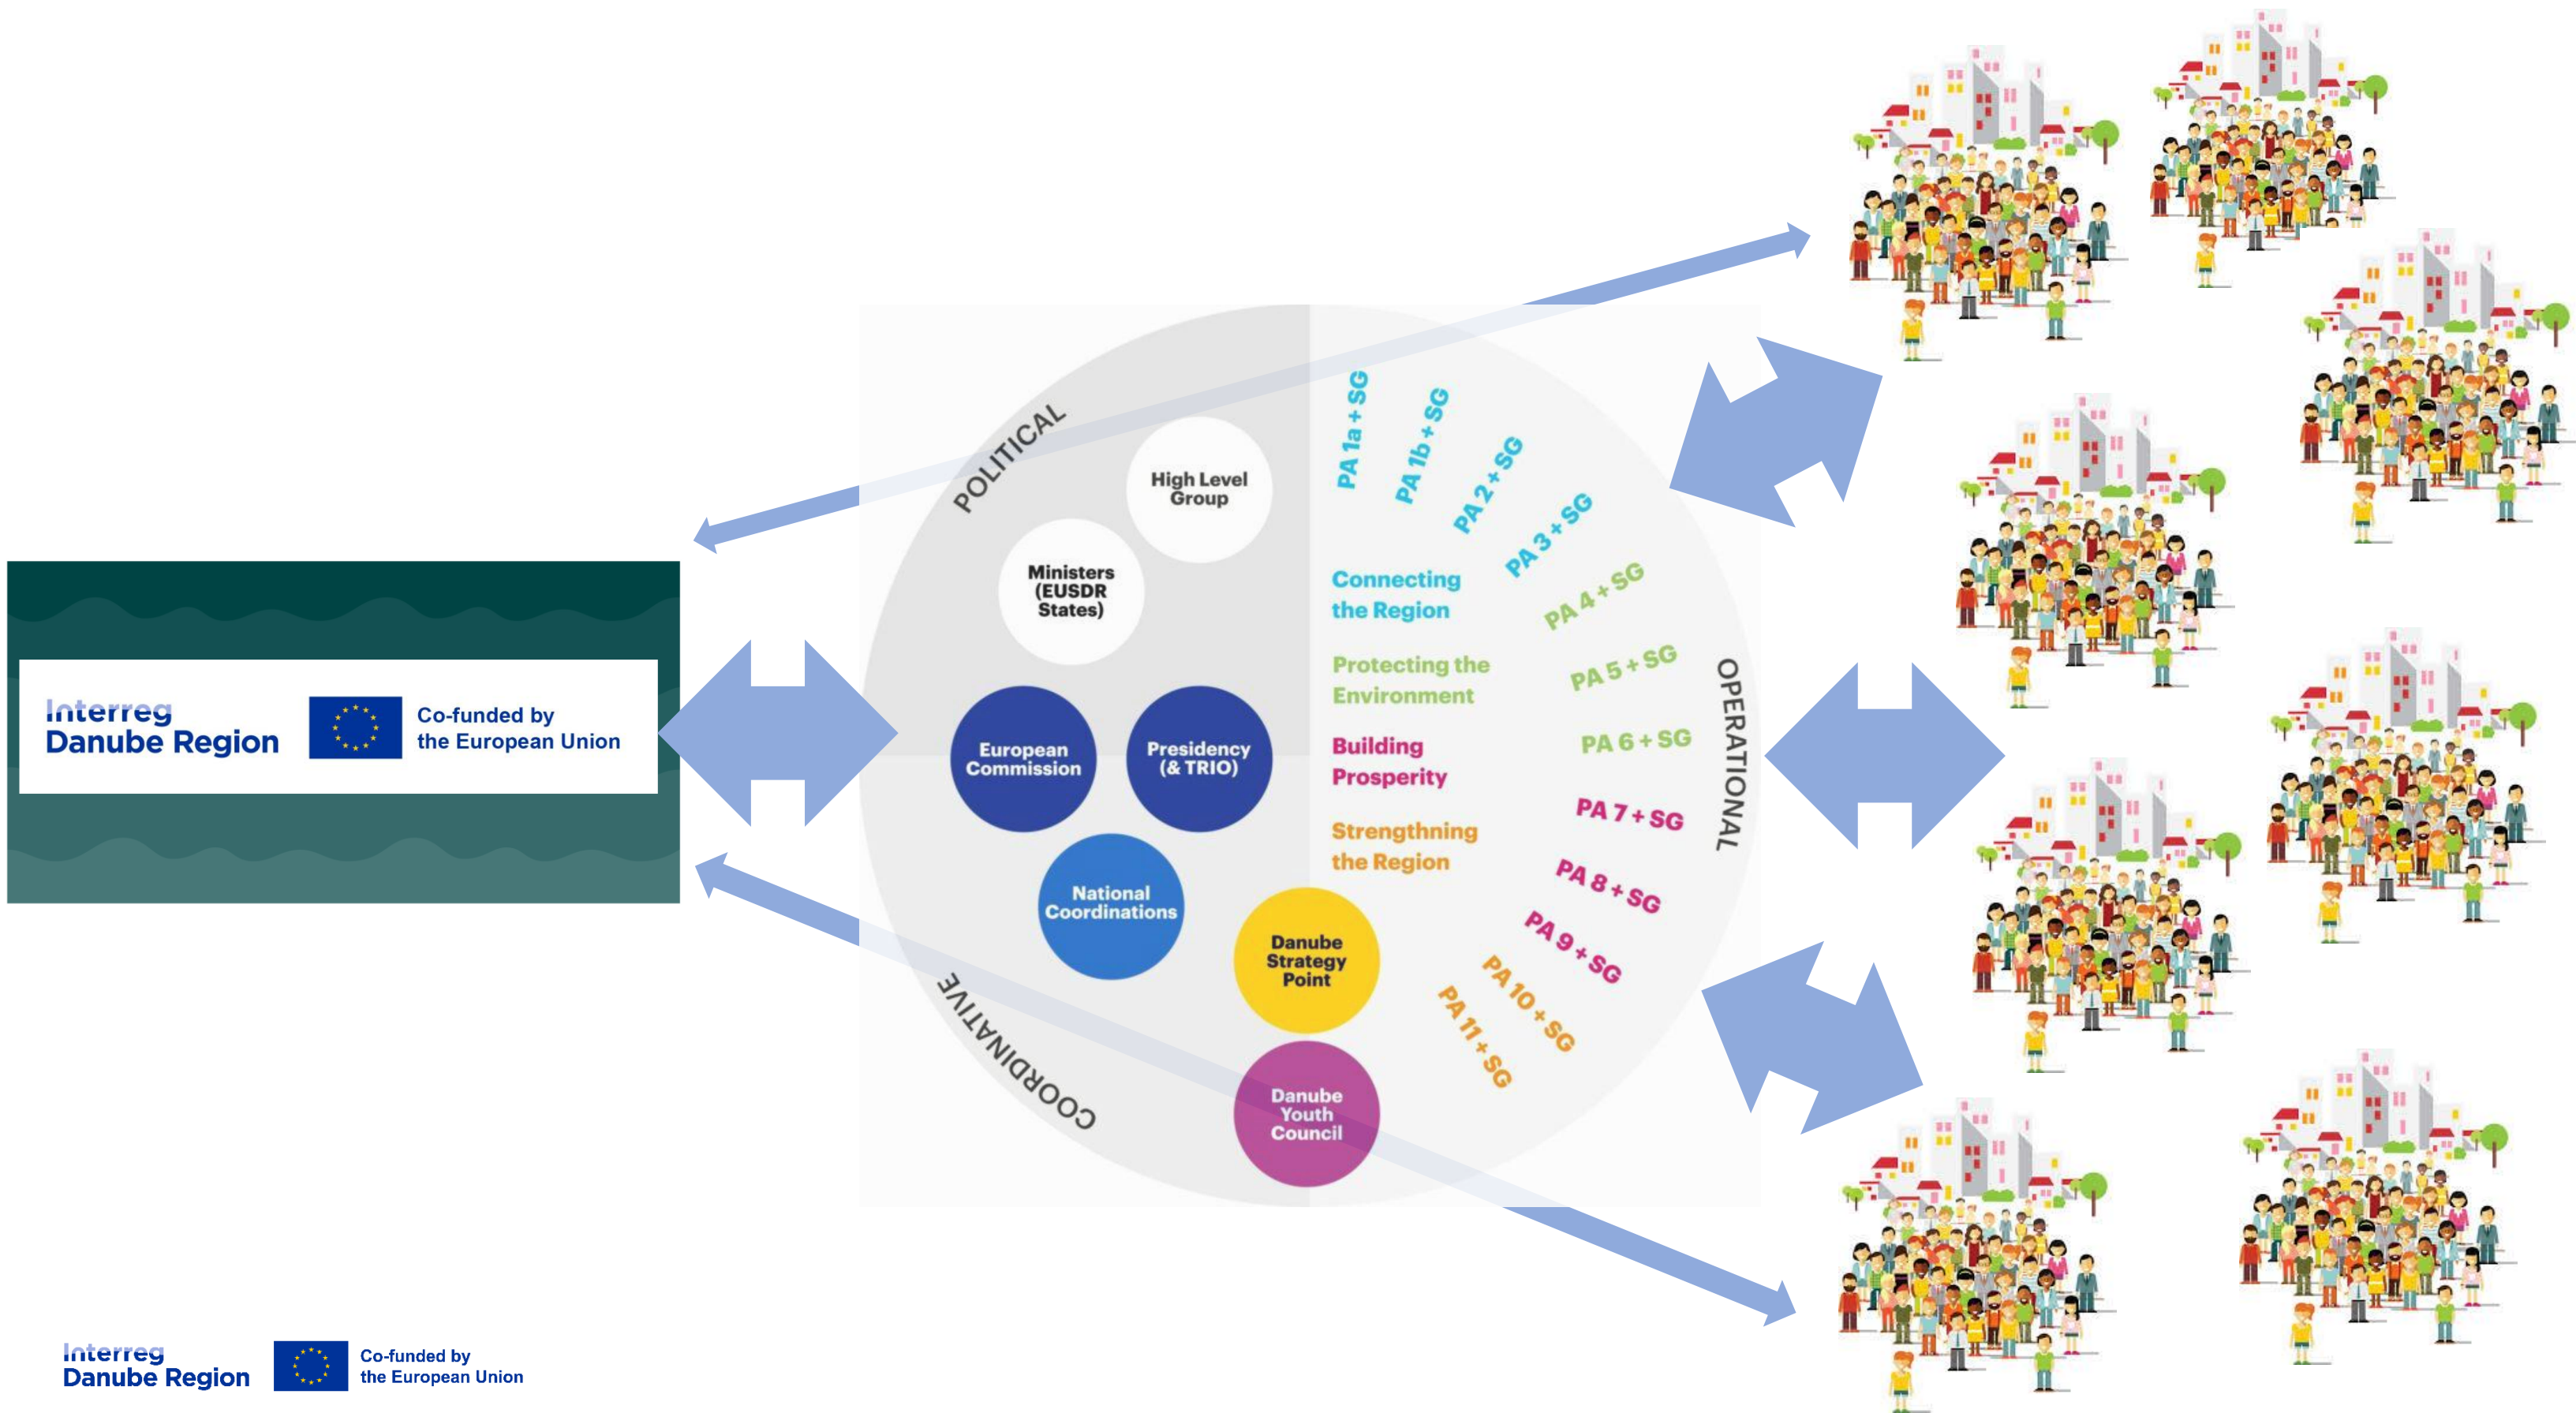 POLITICAL
High Level
Group
Ministers
(EUSDR
States)
PA 1a + SG
PA 1b + SG
PA 2 + SG
PA 3 + SG
PA 4 + SG
PA 5 + SG
PA 6 + SG
PA 7 + SG
PA 8 + SG
PA 9 + SG
PA 10 + SG
PA 11 + SG
Connecting
the Region
Protecting the
Environment
Building
Prosperity
Strengthning
the Region
OPERATIONAL
Interreg
Danube Region
Co-funded by
the European Union
European
Commission
Presidency
(& TRIO)
National
Coordinations
Danube
Strategy
Point
Danube
Youth
Council
COORDINATIVE
Interreg
Danube Region
Co-funded by
the European Union